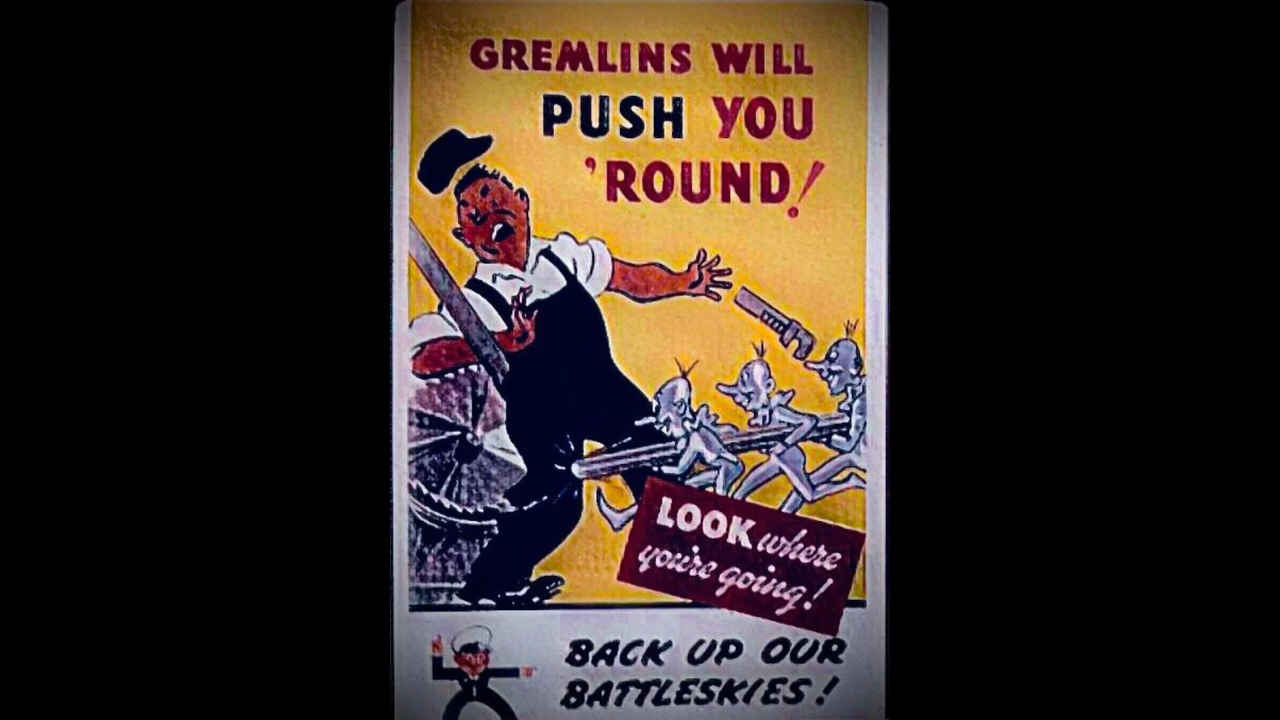 GREMLINS WILL
PUSH YOU
'ROUND!
LOOK where
you're going!
BACK UP OUR
BATTLESKIES!